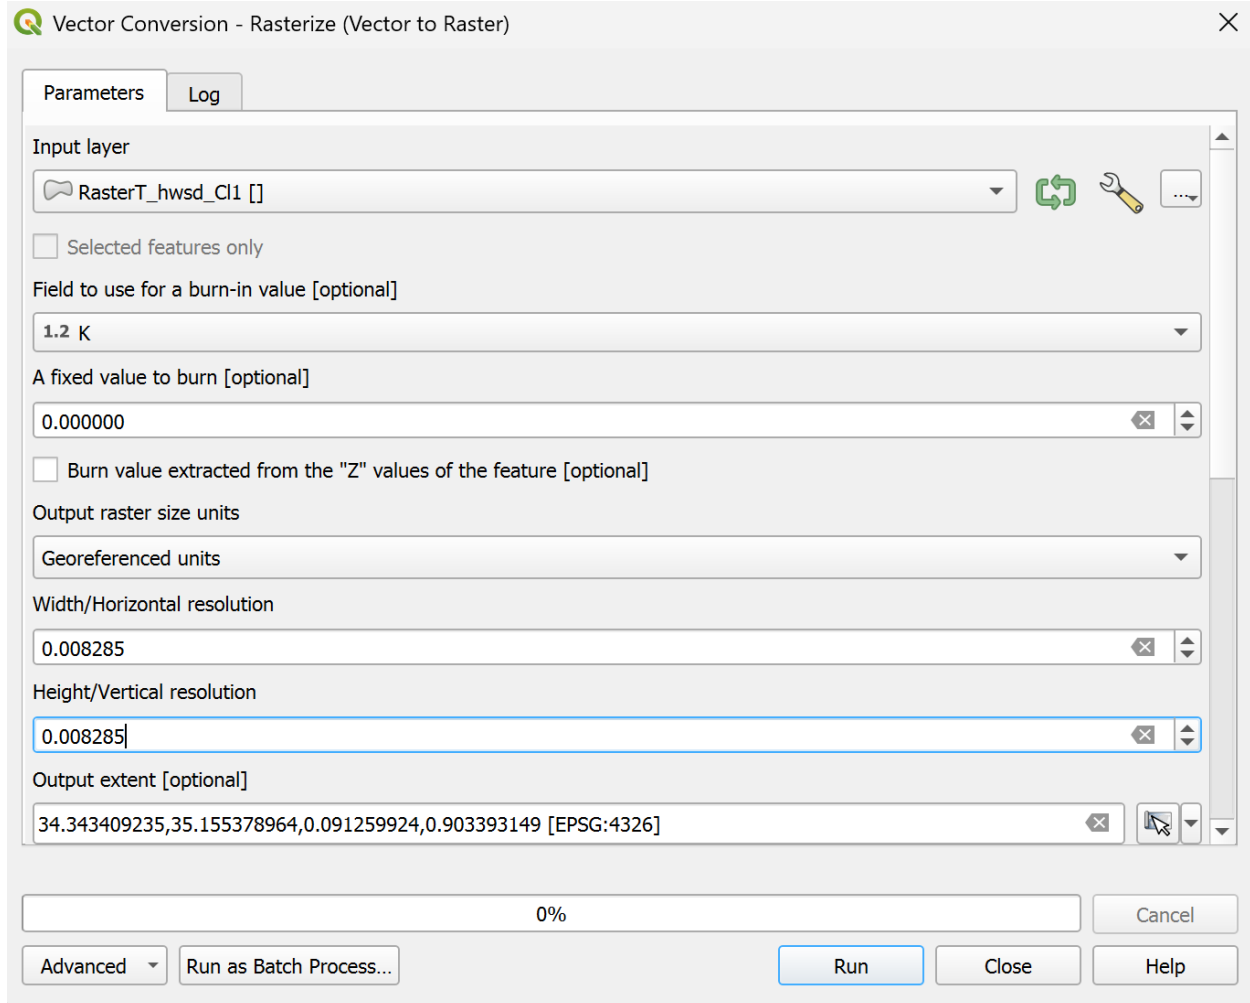 Vector Conversion - Rasterize (Vector to Raster)
Parameters
Log
Input layer
RasterT_hwsd_Cl1 []
...
Selected features only
Field to use for a burn-in value [optional]
1.2 K
A fixed value to burn [optional]
0.000000
Burn value extracted from the "Z" values of the feature [optional]
Output raster size units
Georeferenced units
Width/Horizontal resolution
0.008285
Height/Vertical resolution
0.008285
Output extent [optional]
34.343409235,35.155378964,0.091259924,0.903393149 [EPSG:4326]
0%
Cancel
Advanced
Run as Batch Process...
Run
Close
Help